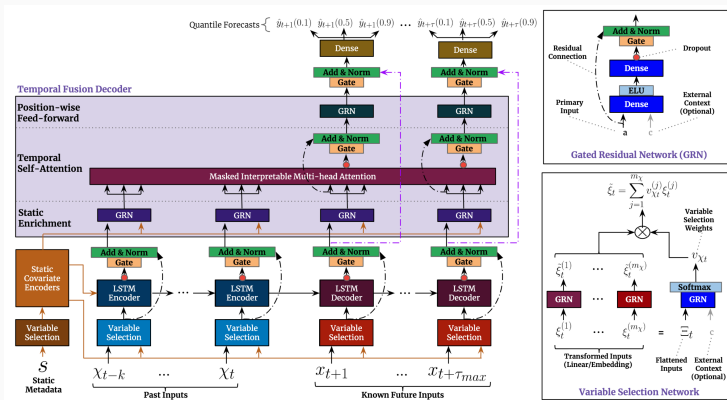 Quantile Forecasts ŷt+1(0.1) ŷt+1(0.5) ŷt+1(0.9) ... ŷt+τ(0.1) ŷt+τ(0.5) ŷt+τ(0.9)
Dense Dense
Add & Norm Add & Norm
Gate Gate
Temporal Fusion Decoder
Position-wise
Feed-forward
GRN GRN
Add & Norm Add & Norm
Gate Gate
Temporal
Self-Attention
Masked Interpretable Multi-head Attention
Static
Enrichment
GRN GRN GRN GRN
Add & Norm Add & Norm Add & Norm Add & Norm
Gate Gate Gate Gate
Static
Covariate
Encoders
LSTM
Encoder
...
LSTM
Encoder
...
LSTM
Decoder
...
LSTM
Decoder
Variable
Selection
Variable
Selection
Variable
Selection
Variable
Selection
Variable
Selection
s
Static
Metadata
χt−k ... χt
Past Inputs
xt+1 ... xt+τmax
Known Future Inputs
Add & Norm
Gate
Residual
Connection
Dropout
Dense
ELU
Dense
Primary
Input
External
Context
(Optional)
a c
Gated Residual Network (GRN)
ξ̃t = Σ j=1 mχ vχt(j) ξ̃t(j)
Variable
Selection
Weights
⊗
vχt
ξ̃t(1) ... ξ̃t(mχ)
Softmax
GRN ... GRN GRN
ξt(1) ... ξt(mχ) = Ξt c
Transformed Inputs
(Linear/Embedding)
Flattened
Inputs
External
Context
(Optional)
Variable Selection Network